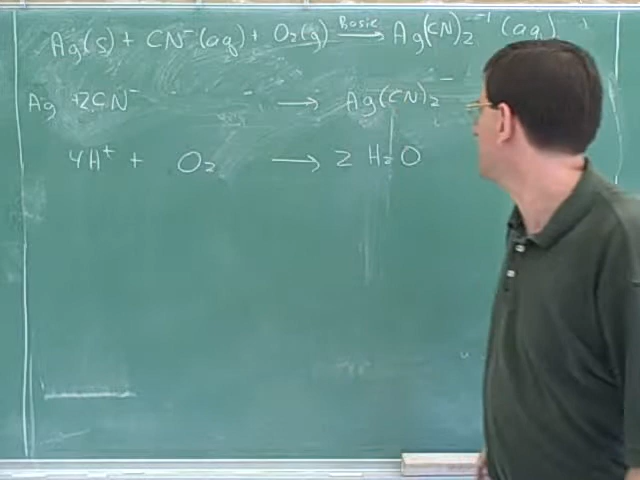 Ag(s) + CN⁻(aq) + O₂(g) Basic⟶ Ag(CN)₂⁻¹ (aq)
Ag + 2CN⁻ ⟶ Ag(CN)₂⁻
4H⁺ + O₂ ⟶ 2 H₂O